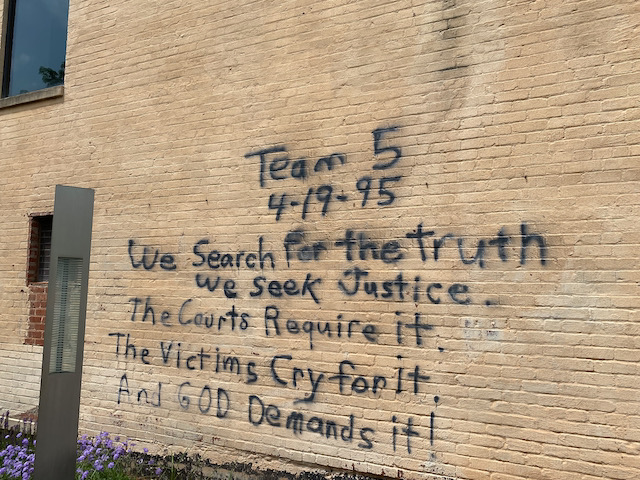 Team 5
4-19-95
We Search for the truth
we seek Justice.
The Courts Require it.
The Victims Cry for It.
And GOD Demands it!